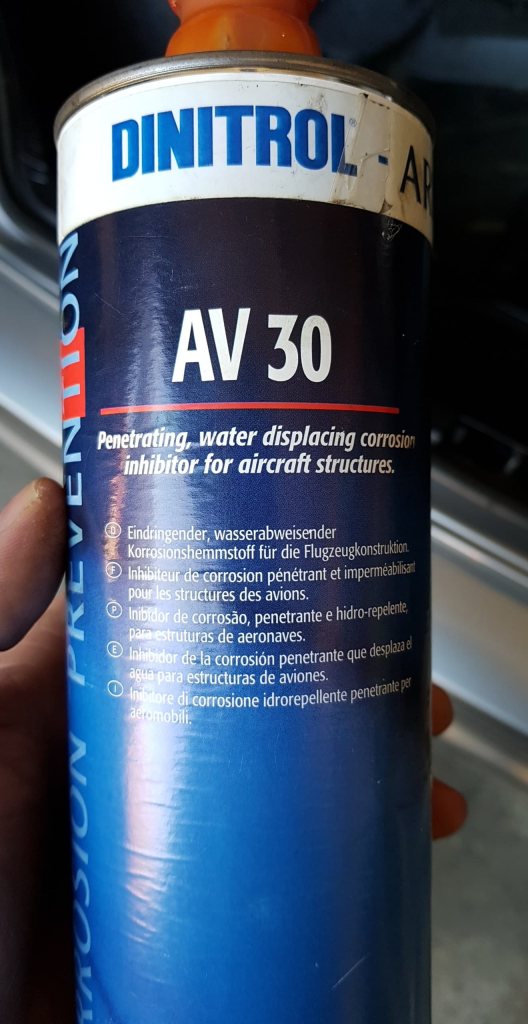 DINITROL® - AR
AV 30
Penetrating, water displacing corrosion
inhibitor for aircraft structures.
D Eindringender, wasserabweisender
Korrosionshemmstoff für die Flugzeugkonstruktion.
F Inhibiteur de corrosion pénétrant et imperméabilisant
pour les structures des avions.
P Inibidor de corrosão, penetrante e hidro-repelente,
para estruturas de aeronaves.
E Inhibidor de la corrosión penetrante que desplaza el
agua para estructuras de aviones.
I Inibitore di corrosione idrorepellente penetrante per
aeromobili.
RROSION PREVENTION